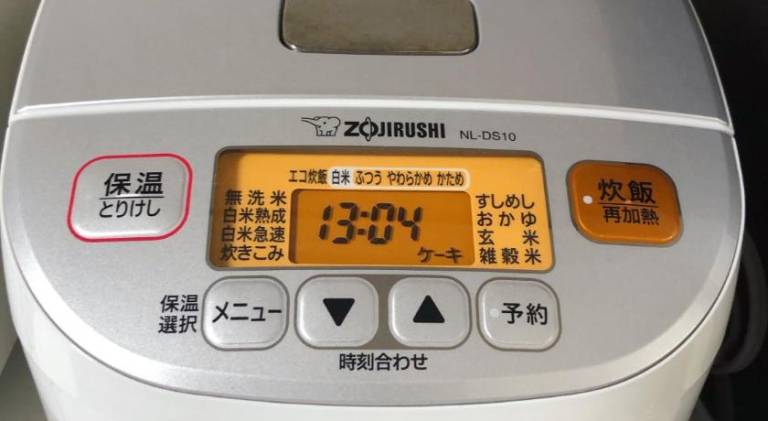 ZOJIRUSHI NL-DS10
保温
とりけし
エコ炊飯 白米 ふつう やわらかめ かため
無洗米
白米熟成
白米急速
炊きこみ
13:04
ケーキ
すしめし
おかゆ
玄米
雑穀米
炊飯
再加熱
保温
選択
メニュー
▼
▲
予約
時刻合わせ